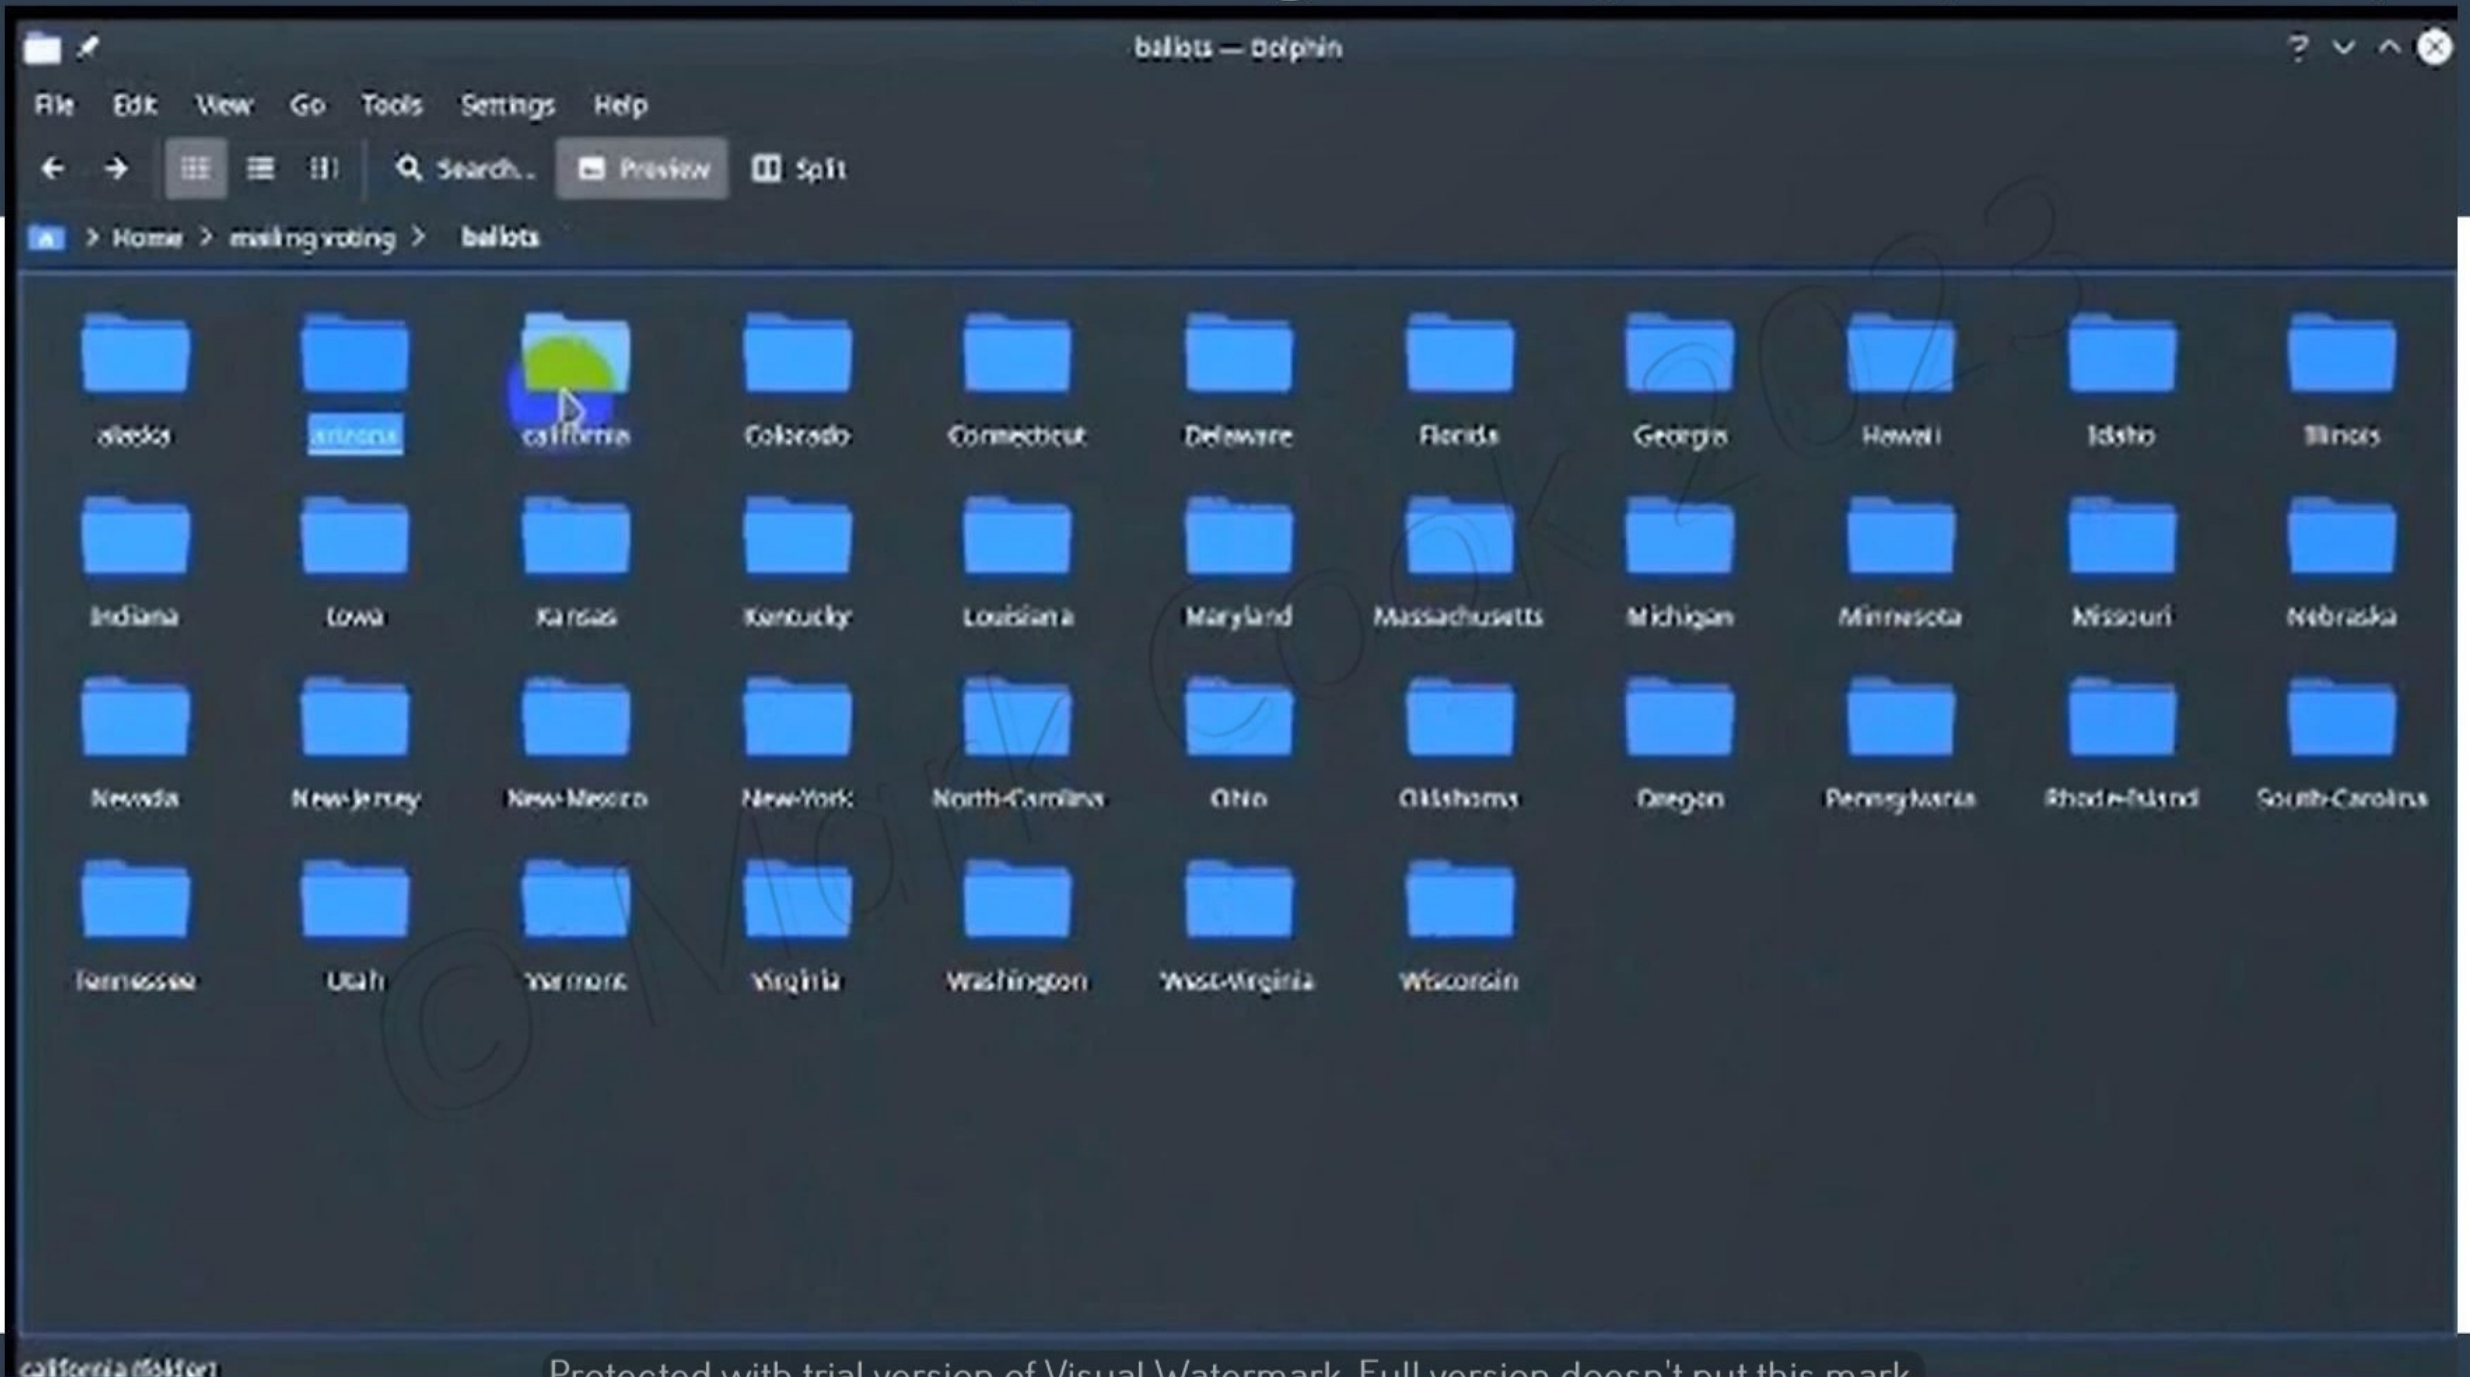 ballots — Dolphin
File Edit View Go Tools Settings Help
Search... Preview Split
> Home > mailing voting > ballots
alaska arizona california Colorado Connecticut Delaware Florida Georgia Hawaii Idaho Illinois
Indiana Iowa Kansas Kentucky Louisiana Maryland Massachusetts Michigan Minnesota Missouri Nebraska
Nevada New-Jersey New-Mexico New-York North-Carolina Ohio Oklahoma Oregon Pennsylvania Rhode-Island South-Carolina
Tennessee Utah Vermont Virginia Washington West-Virginia Wisconsin
© Mark Cook 2023
california (folder)
Protected with trial version of Visual Watermark. Full version doesn't put this mark.